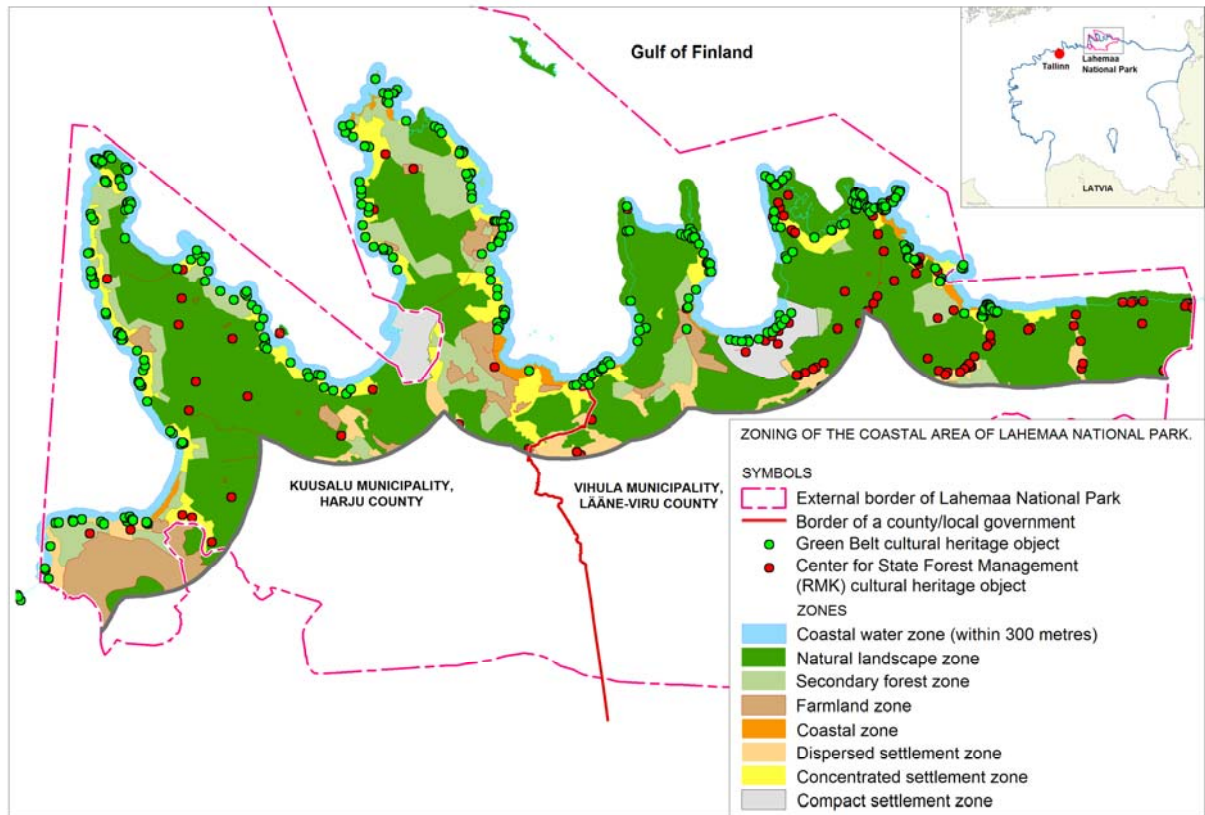 Gulf of Finland
Tallinn
Lahemaa
National Park
LATVIA
KUUSALU MUNICIPALITY,
HARJU COUNTY
VIHULA MUNICIPALITY,
LÄÄNE-VIRU COUNTY
ZONING OF THE COASTAL AREA OF LAHEMAA NATIONAL PARK.
SYMBOLS
External border of Lahemaa National Park
Border of a county/local government
Green Belt cultural heritage object
Center for State Forest Management
(RMK) cultural heritage object
ZONES
Coastal water zone (within 300 metres)
Natural landscape zone
Secondary forest zone
Farmland zone
Coastal zone
Dispersed settlement zone
Concentrated settlement zone
Compact settlement zone